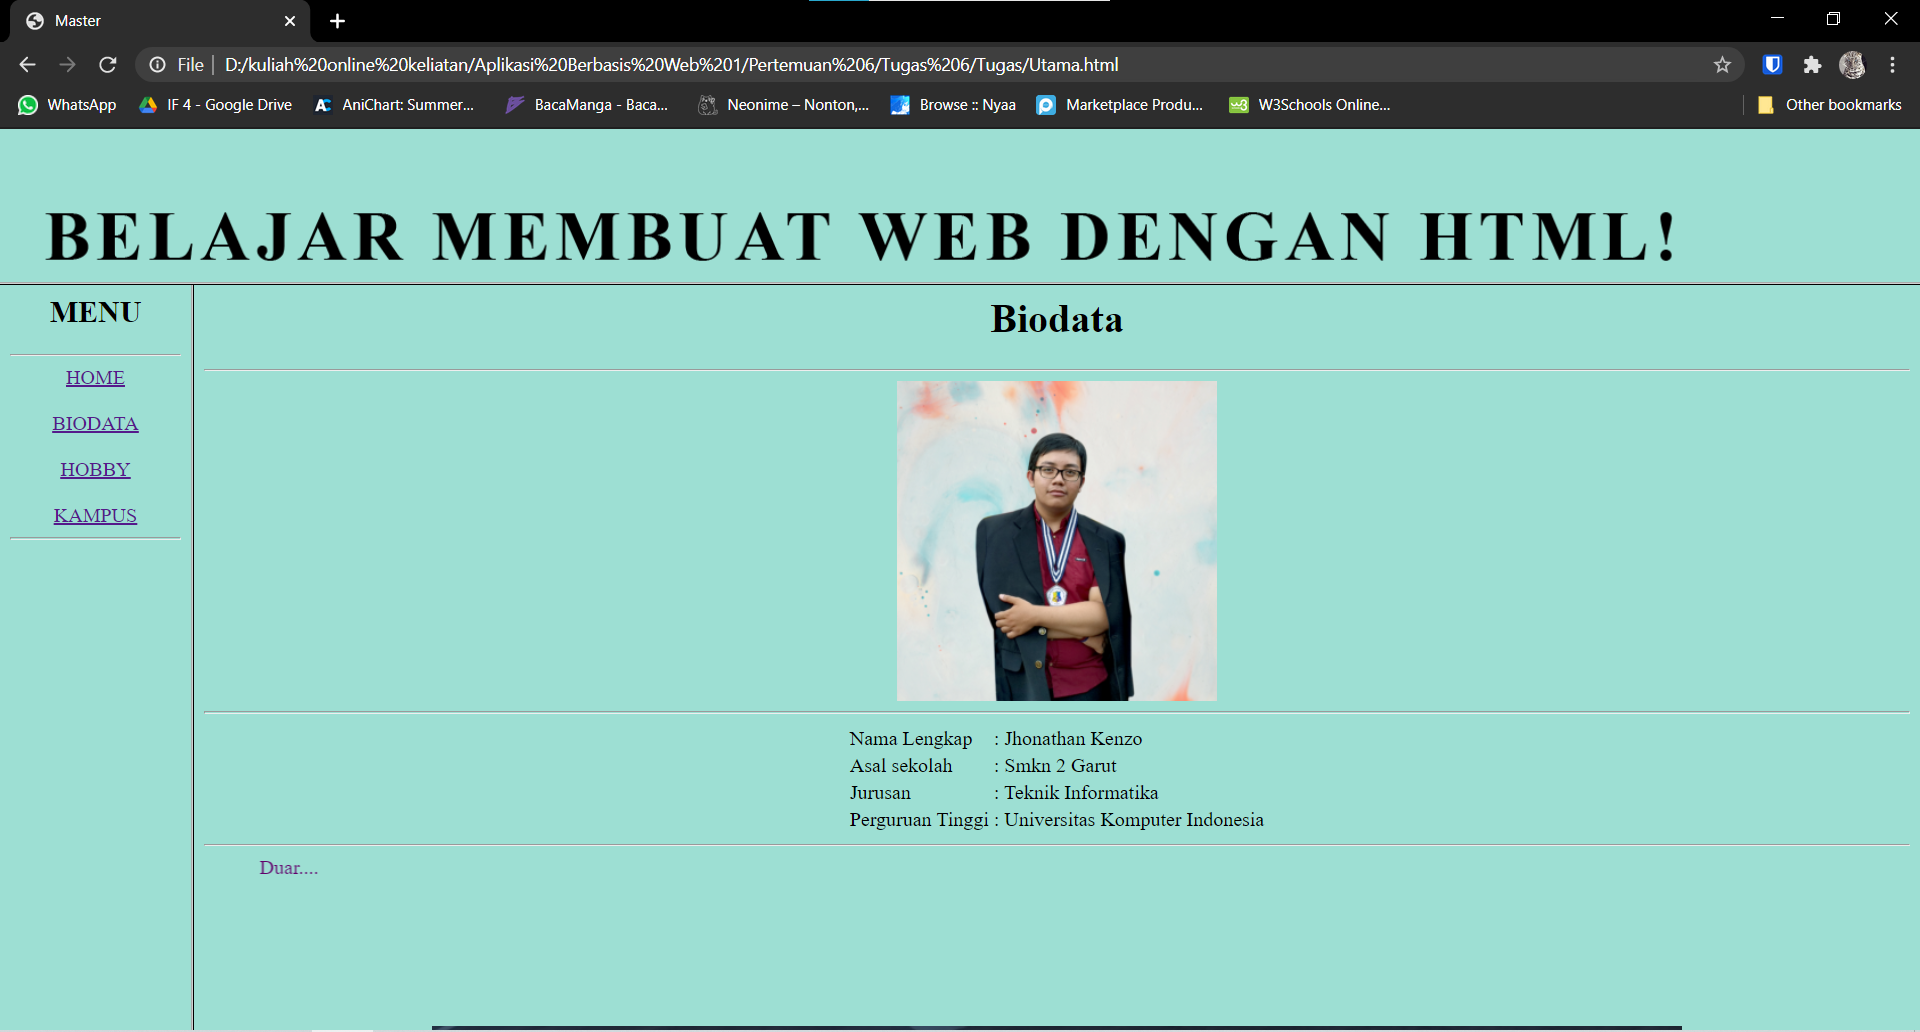 Master
File
D:/kuliah%20online%20keliatan/Aplikasi%20Berbasis%20Web%201/Pertemuan%206/Tugas%206/Tugas/Utama.html
WhatsApp
IF 4 - Google Drive
AniChart: Summer...
BacaManga - Baca...
Neonime – Nonton,...
Browse :: Nyaa
Marketplace Produ...
W3Schools Online...
Other bookmarks
BELAJAR MEMBUAT WEB DENGAN HTML!
MENU
HOME
BIODATA
HOBBY
KAMPUS
Biodata
Nama Lengkap : Jhonathan Kenzo
Asal sekolah : Smkn 2 Garut
Jurusan : Teknik Informatika
Perguruan Tinggi : Universitas Komputer Indonesia
Duar....